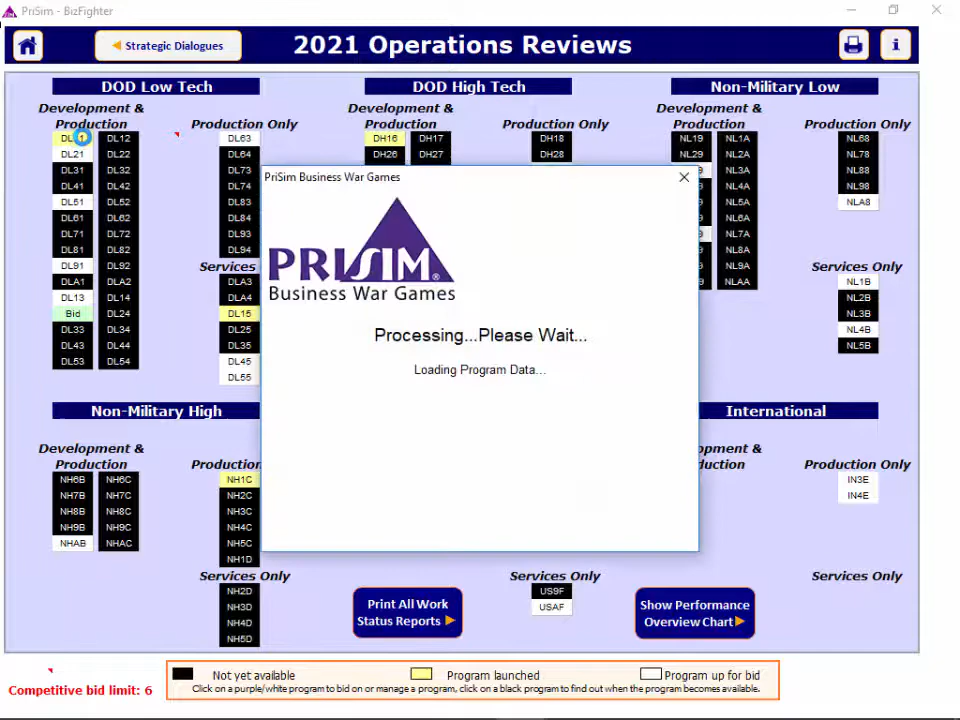 PriSim - BizFighter
Strategic Dialogues
2021 Operations Reviews
i
DOD Low Tech
DOD High Tech
Non-Military Low
Development &
Production
Production Only
Development &
Production
Production Only
Development &
Production
Production Only
DL12 DL63 DH16 DH17 DH18 NL19 NL1A NL68
DL21 DL22 DL64 DH26 DH27 DH28 NL29 NL2A NL78
DL31 DL32 DL73 NL3A NL88
DL41 DL42 DL74 NL4A NL98
DL51 DL52 DL83 NL5A NLA8
DL61 DL62 DL84 NL6A
DL71 DL72 DL93 NL7A
DL81 DL82 DL94 NL8A
Services
Services Only
DL91 DL92 NL9A
DLA1 DLA2 DLA3 NLAA NL1B
DL13 DL14 DLA4 NL2B
Bid DL24 DL15 NL3B
DL33 DL34 DL25 NL4B
DL43 DL44 DL35 NL5B
DL53 DL54 DL45
DL55
PriSim Business War Games
PRISIM®
Business War Games
Processing...Please Wait...
Loading Program Data...
Non-Military High
International
Development &
Production
Production
Production Only
NH6B NH6C NH1C IN3E
NH7B NH7C NH2C IN4E
NH8B NH8C NH3C
NH9B NH9C NH4C
NHAB NHAC NH5C
NH1D
Services Only
Services Only
Services Only
NH2D US9F
NH3D USAF
NH4D
NH5D
Print All Work
Status Reports
Show Performance
Overview Chart
Competitive bid limit: 6
Not yet available
Program launched
Program up for bid
Click on a purple/white program to bid on or manage a program, click on a black program to find out when the program becomes available.